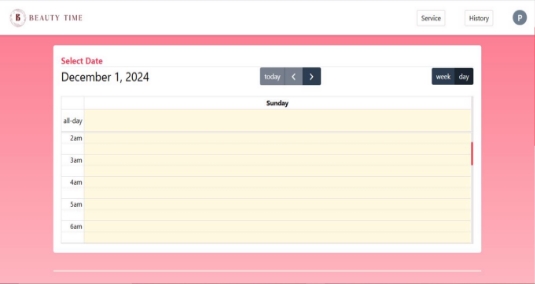 B BEAUTY TIME
Service
History
P
Select Date
December 1, 2024
today
week
day
Sunday
all-day
2am
3am
4am
5am
6am